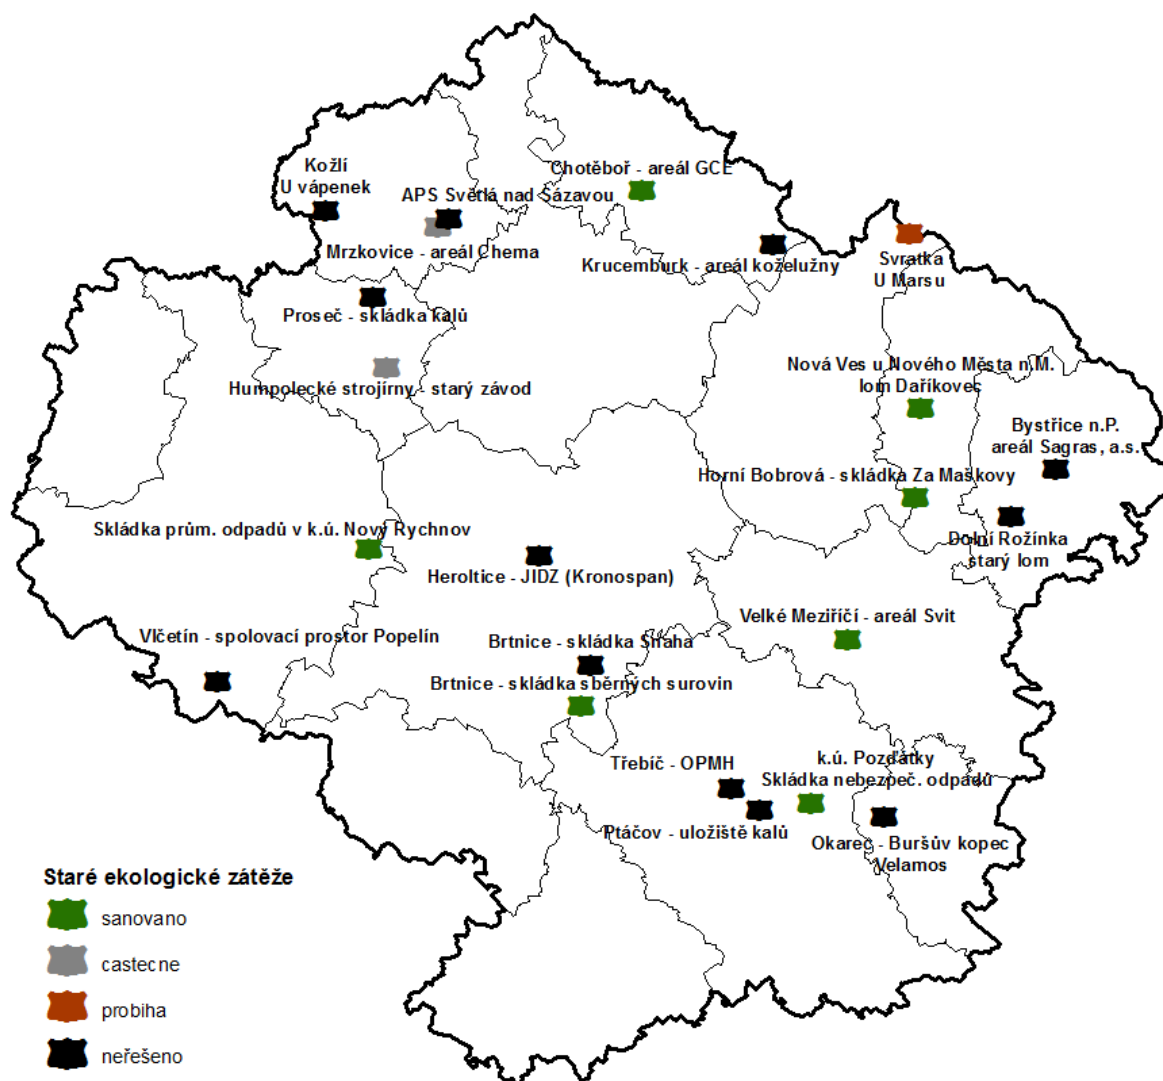 Chotěboř - areál GCE
Kožlí
U vápenek
APS Světlá nad Sázavou
Mrzkovice - areál Chema
Krucemburk - areál koželužny
Svratka
U Marsu
Proseč - skládka kalů
Humpolecké strojírny - starý závod
Nová Ves u Nového Města n.M.
lom Daříkovec
Bystřice n.P.
areál Sagras, a.s.
Horní Bobrová - skládka Za Maškovy
Skládka prům. odpadů v k.ú. Nový Rychnov
Dolní Rožínka
starý lom
Heroltice - JIDZ (Kronospan)
Velké Meziříčí - areál Svit
Vlčetín - spolovací prostor Popelín
Brtnice - skládka Snaha
Brtnice - skládka sběrných surovin
Třebíč - OPMH
k.ú. Pozďátky
Skládka nebezpeč. odpadů
Ptáčov - uložiště kalů
Okarec - Buršův kopec
Velamos
Staré ekologické zátěže
sanovano
castecne
probiha
neřešeno